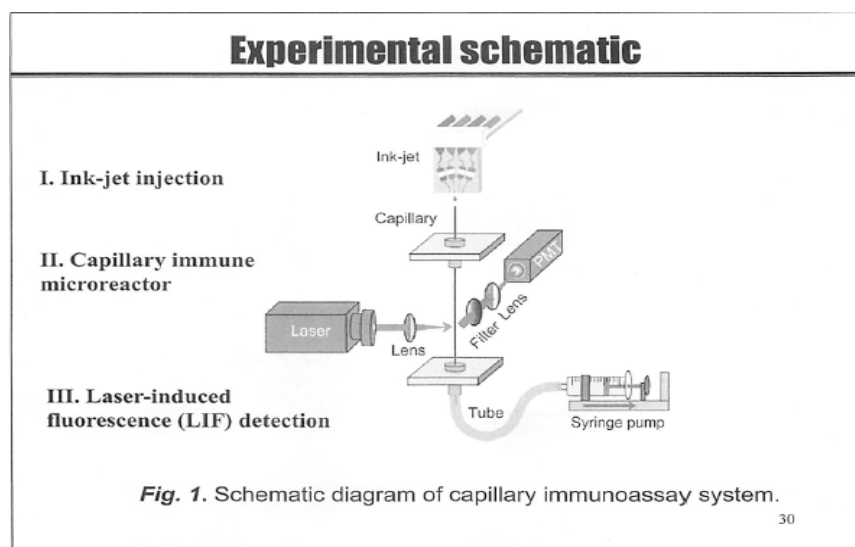 Experimental schematic
I. Ink-jet injection
II. Capillary immune
microreactor
III. Laser-induced
fluorescence (LIF) detection
Ink-jet
Capillary
PMT
Laser
Lens
Filter Lens
Tube
Syringe pump
Fig. 1. Schematic diagram of capillary immunoassay system.
30